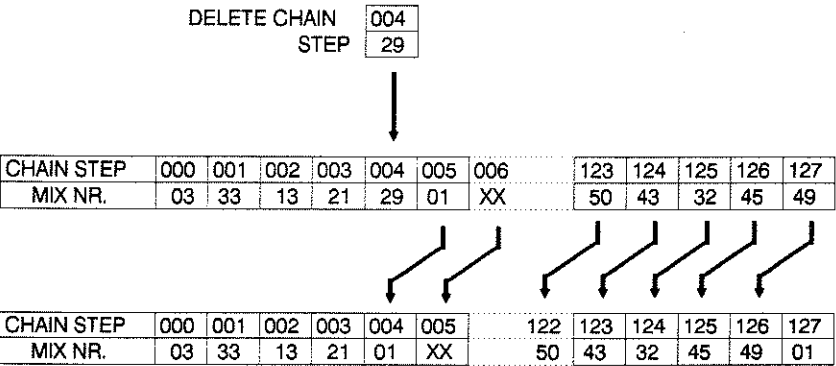 DELETE CHAIN 004
STEP 29
CHAIN STEP 000 001 002 003 004 005 006 123 124 125 126 127
MIX NR. 03 33 13 21 29 01 XX 50 43 32 45 49
CHAIN STEP 000 001 002 003 004 005 122 123 124 125 126 127
MIX NR. 03 33 13 21 01 XX 50 43 32 45 49 01